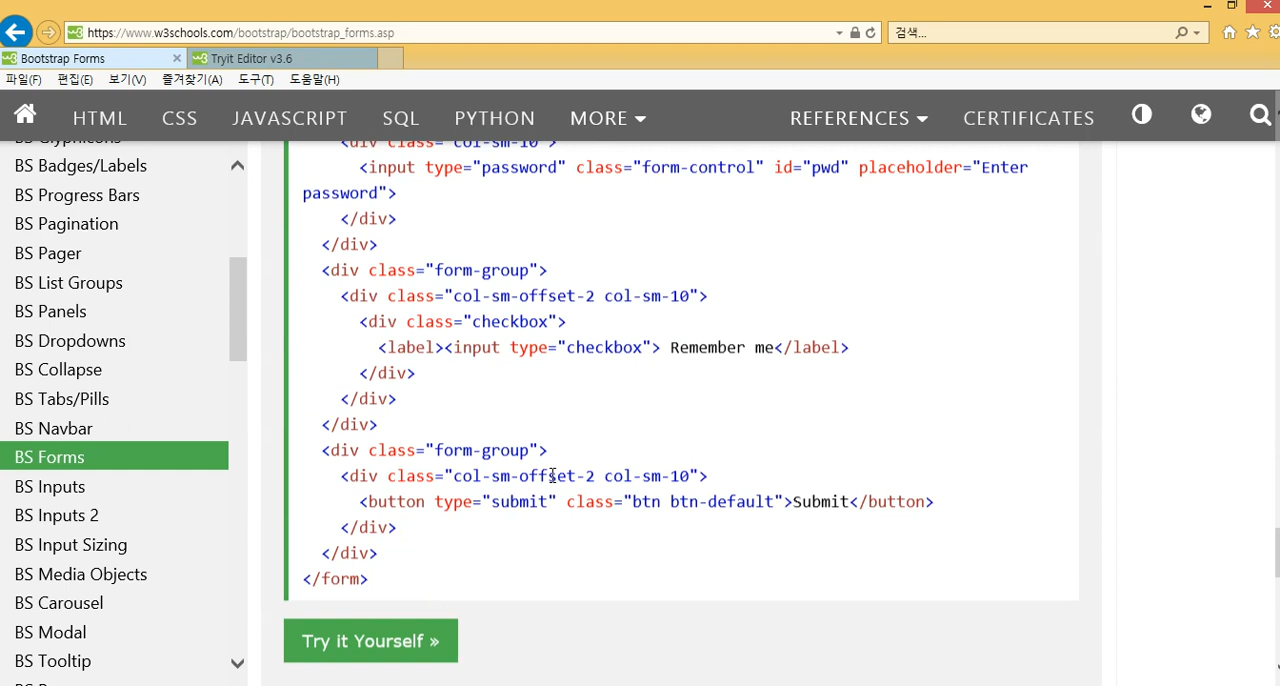 https://www.w3schools.com/bootstrap/bootstrap_forms.asp
검색...
Bootstrap Forms
Tryit Editor v3.6
파일(F) 편집(E) 보기(V) 즐겨찾기(A) 도구(T) 도움말(H)
HTML CSS JAVASCRIPT SQL PYTHON MORE REFERENCES CERTIFICATES
BS Glyphicons
BS Badges/Labels
BS Progress Bars
BS Pagination
BS Pager
BS List Groups
BS Panels
BS Dropdowns
BS Collapse
BS Tabs/Pills
BS Navbar
BS Forms
BS Inputs
BS Inputs 2
BS Input Sizing
BS Media Objects
BS Carousel
BS Modal
BS Tooltip
<div class="col-sm-10">
<input type="password" class="form-control" id="pwd" placeholder="Enter
password">
</div>
</div>
<div class="form-group">
<div class="col-sm-offset-2 col-sm-10">
<div class="checkbox">
<label><input type="checkbox"> Remember me</label>
</div>
</div>
</div>
<div class="form-group">
<div class="col-sm-offset-2 col-sm-10">
<button type="submit" class="btn btn-default">Submit</button>
</div>
</div>
</form>
Try it Yourself »